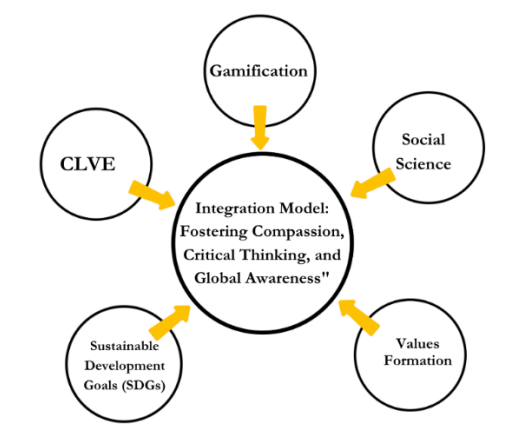 Gamification
CLVE
Social
Science
Integration Model:
Fostering Compassion,
Critical Thinking, and
Global Awareness"
Sustainable
Development
Goals (SDGs)
Values
Formation